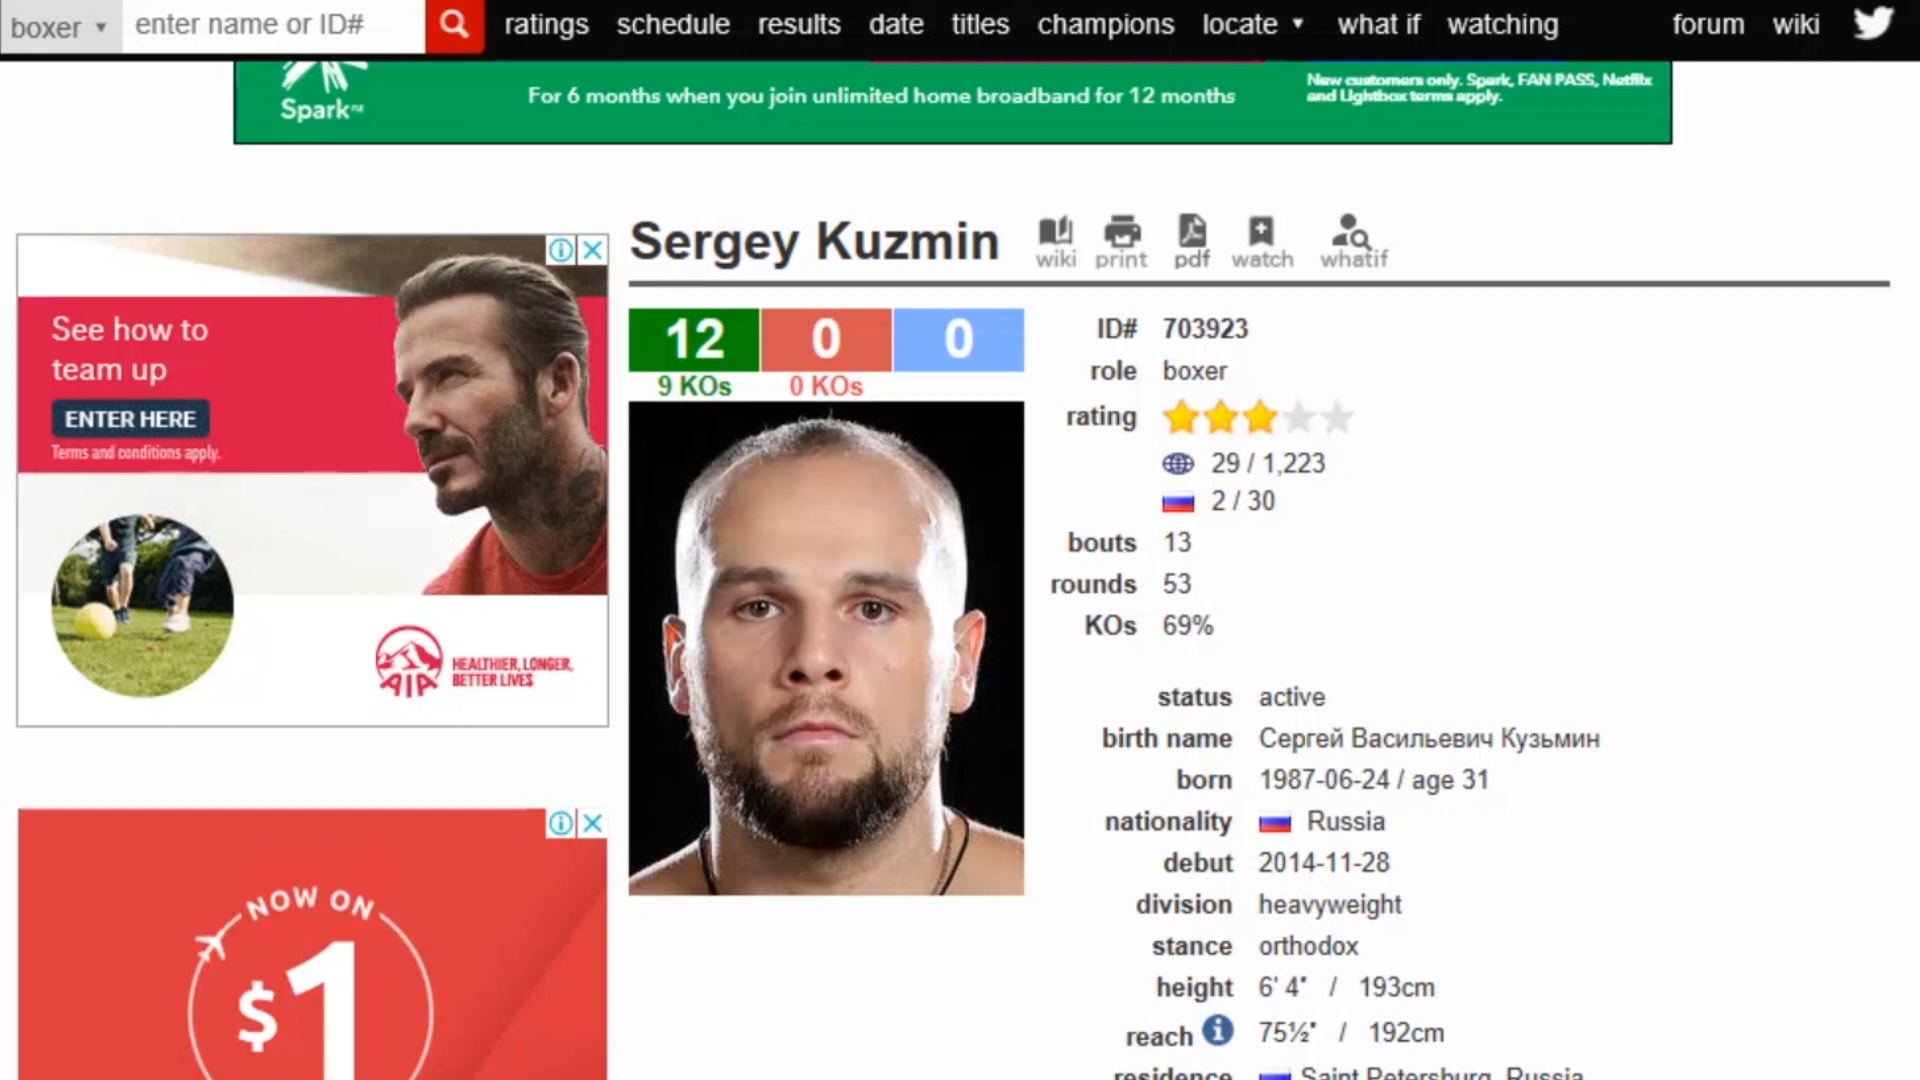 boxer
enter name or ID#
ratings schedule results date titles champions locate what if watching forum wiki
Spark nz
For 6 months when you join unlimited home broadband for 12 months
New customers only. Spark, FAN PASS, Netflix
and Lightbox terms apply.
Sergey Kuzmin
wiki print pdf watch whatif
See how to
team up
ENTER HERE
Terms and conditions apply.
AIA
HEALTHIER, LONGER,
BETTER LIVES
12 0 0
9 KOs 0 KOs
ID# 703923
role boxer
rating
29 / 1,223
2 / 30
bouts 13
rounds 53
KOs 69%
status active
birth name Сергей Васильевич Кузьмин
born 1987-06-24 / age 31
nationality Russia
debut 2014-11-28
division heavyweight
stance orthodox
height 6′ 4″ / 193cm
reach 75½″ / 192cm
residence Saint Petersburg, Russia
NOW ON
$1